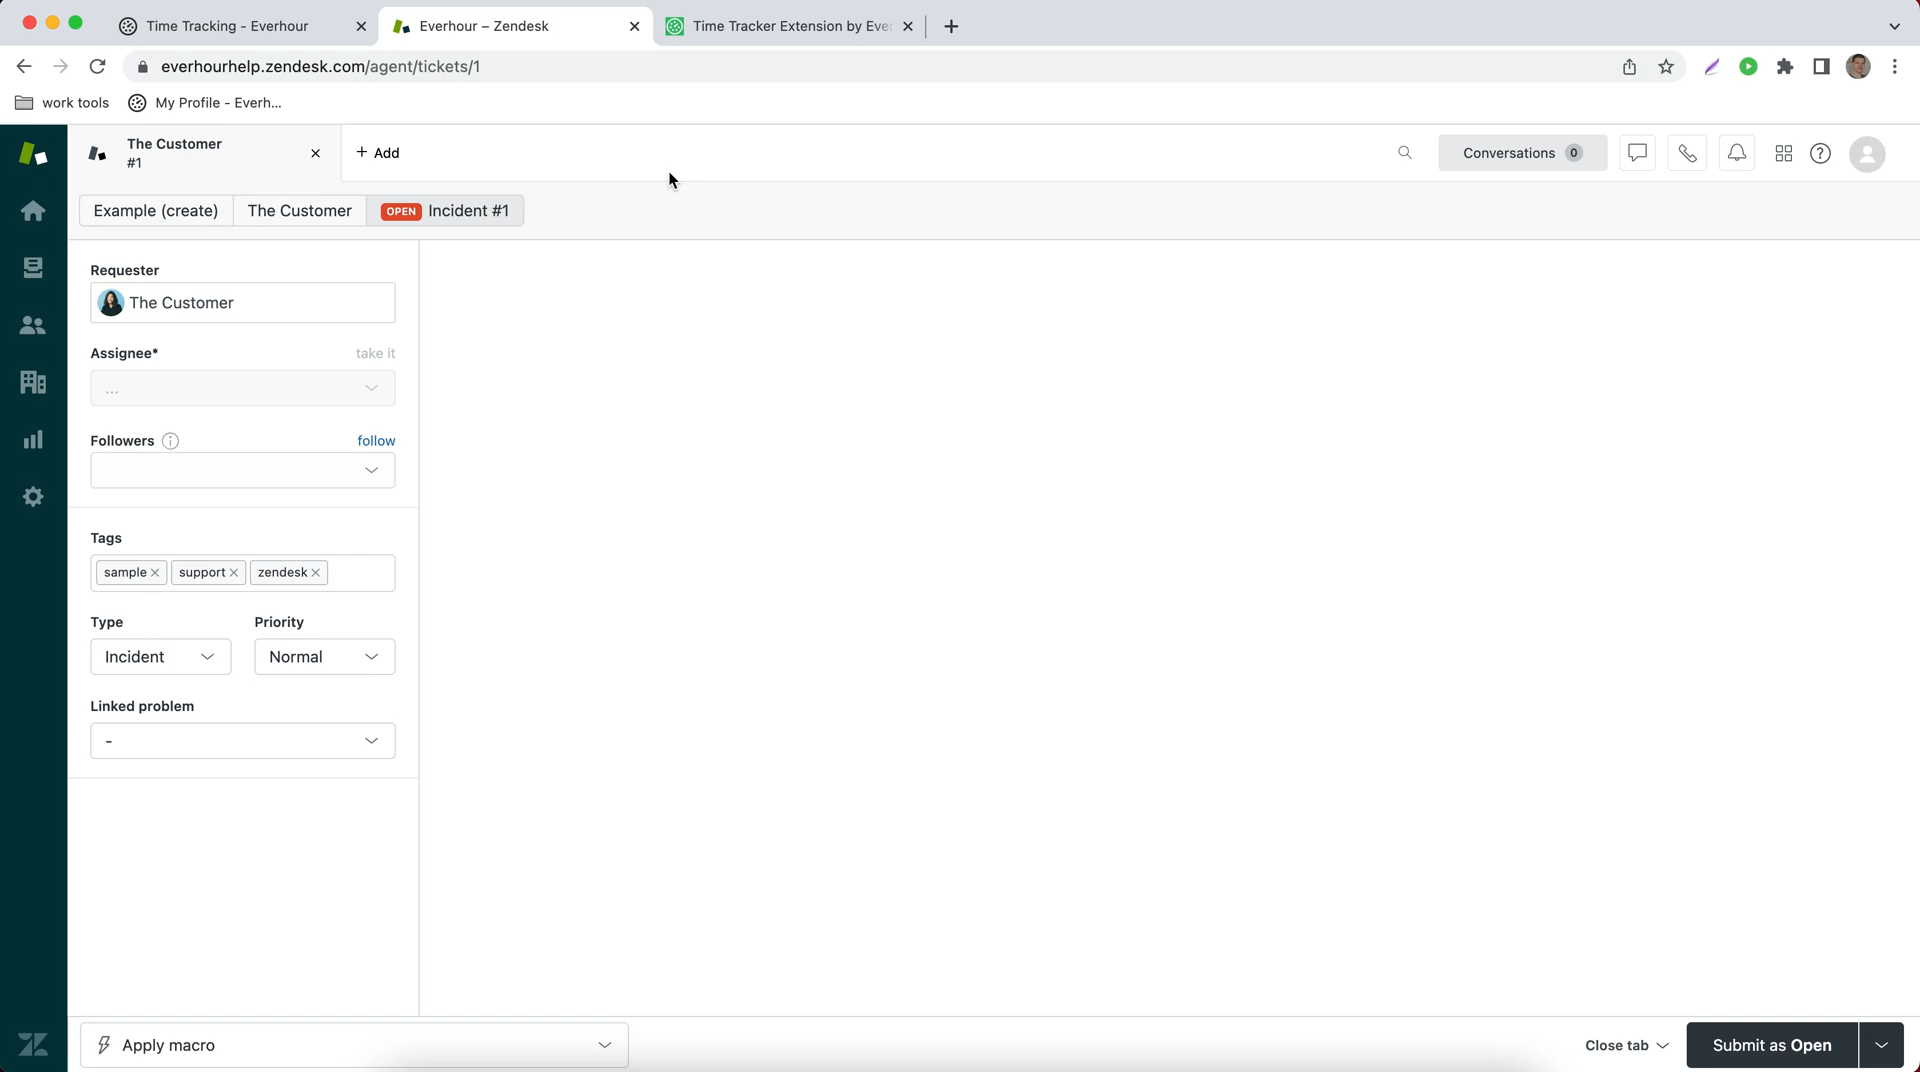 Time Tracking - Everhour
Everhour – Zendesk
Time Tracker Extension by Eve
everhourhelp.zendesk.com/agent/tickets/1
work tools
My Profile - Everh...
The Customer
#1
+ Add
Conversations 0
Example (create)
The Customer
OPEN Incident #1
Requester
The Customer
Assignee*
take it
...
Followers
follow
Tags
sample
support
zendesk
Type
Priority
Incident
Normal
Linked problem
-
Apply macro
Close tab
Submit as Open